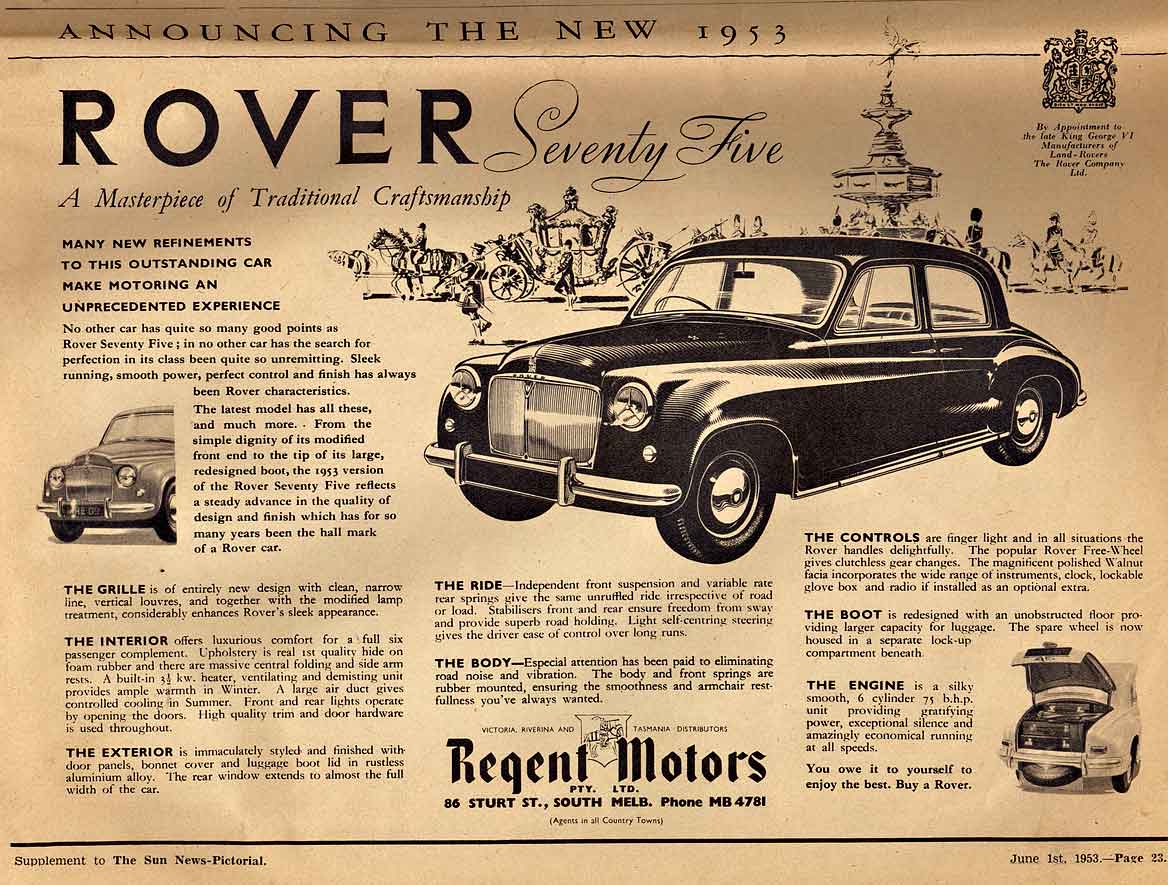 ANNOUNCING THE NEW 1953
ROVER Seventy Five
A Masterpiece of Traditional Craftsmanship
By Appointment to
the late King George VI
Manufacturers of
Land-Rovers
The Rover Company
Ltd.
MANY NEW REFINEMENTS
TO THIS OUTSTANDING CAR
MAKE MOTORING AN
UNPRECEDENTED EXPERIENCE
No other car has quite so many good points as
Rover Seventy Five ; in no other car has the search for
perfection in its class been quite so unremitting. Sleek
running, smooth power, perfect control and finish has always
been Rover characteristics.
The latest model has all these,
and much more. . From the
simple dignity of its modified
front end to the tip of its large,
redesigned boot, the 1953 version
of the Rover Seventy Five reflects
a steady advance in the quality of
design and finish which has for so
many years been the hall mark
of a Rover car.
ROVER
THE GRILLE is of entirely new design with clean, narrow
line, vertical louvres, and together with the modified lamp
treatment, considerably enhances Rover's sleek appearance.
THE INTERIOR offers luxurious comfort for a full six
passenger complement. Upholstery is real 1st quality hide on
foam rubber and there are massive central folding and side arm
rests. A built-in 3½ kw. heater, ventilating and demisting unit
provides ample warmth in Winter. A large air duct gives
controlled cooling in Summer. Front and rear lights operate
by opening the doors. High quality trim and door hardware
is used throughout.
THE EXTERIOR is immaculately styled and finished with
door panels, bonnet cover and luggage boot lid in rustless
aluminium alloy. The rear window extends to almost the full
width of the car.
THE RIDE—Independent front suspension and variable rate
rear springs give the same unruffled ride irrespective of road
or load. Stabilisers front and rear ensure freedom from sway
and provide superb road holding. Light self-centring steering
gives the driver ease of control over long runs.
THE BODY—Especial attention has been paid to eliminating
road noise and vibration. The body and front springs are
rubber mounted, ensuring the smoothness and armchair rest-
fullness you've always wanted.
VICTORIA, RIVERINA AND TASMANIA DISTRIBUTORS
Regent Motors
PTY. LTD.
86 STURT ST., SOUTH MELB. Phone MB 4781
(Agents in all Country Towns)
THE CONTROLS are finger light and in all situations the
Rover handles delightfully. The popular Rover Free-Wheel
gives clutchless gear changes. The magnificent polished Walnut
facia incorporates the wide range of instruments, clock, lockable
glove box and radio if installed as an optional extra.
THE BOOT is redesigned with an unobstructed floor pro-
viding larger capacity for luggage. The spare wheel is now
housed in a separate lock-up
compartment beneath.
THE ENGINE is a silky
smooth, 6 cylinder 75 b.h.p.
unit providing gratifying
power, exceptional silence and
amazingly economical running
at all speeds.
You owe it to yourself to
enjoy the best. Buy a Rover.
Supplement to The Sun News-Pictorial.
June 1st, 1953.—Page 23.